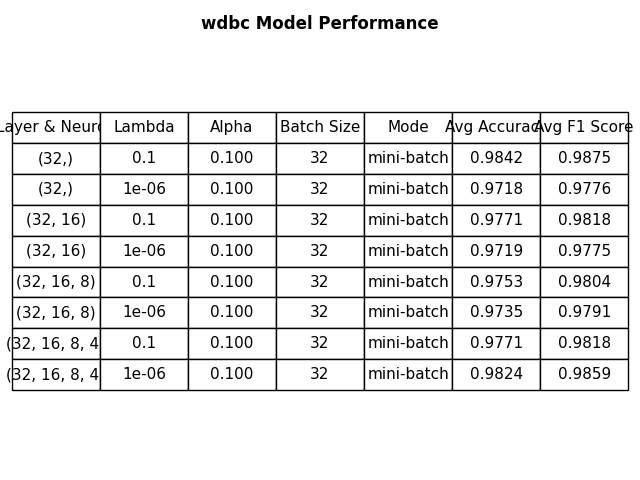 wdbc Model Performance
Layer & Neuro Lambda Alpha Batch Size Mode Avg Accurac Avg F1 Score
(32,) 0.1 0.100 32 mini-batch 0.9842 0.9875
(32,) 1e-06 0.100 32 mini-batch 0.9718 0.9776
(32, 16) 0.1 0.100 32 mini-batch 0.9771 0.9818
(32, 16) 1e-06 0.100 32 mini-batch 0.9719 0.9775
(32, 16, 8) 0.1 0.100 32 mini-batch 0.9753 0.9804
(32, 16, 8) 1e-06 0.100 32 mini-batch 0.9735 0.9791
(32, 16, 8, 4 0.1 0.100 32 mini-batch 0.9771 0.9818
(32, 16, 8, 4 1e-06 0.100 32 mini-batch 0.9824 0.9859